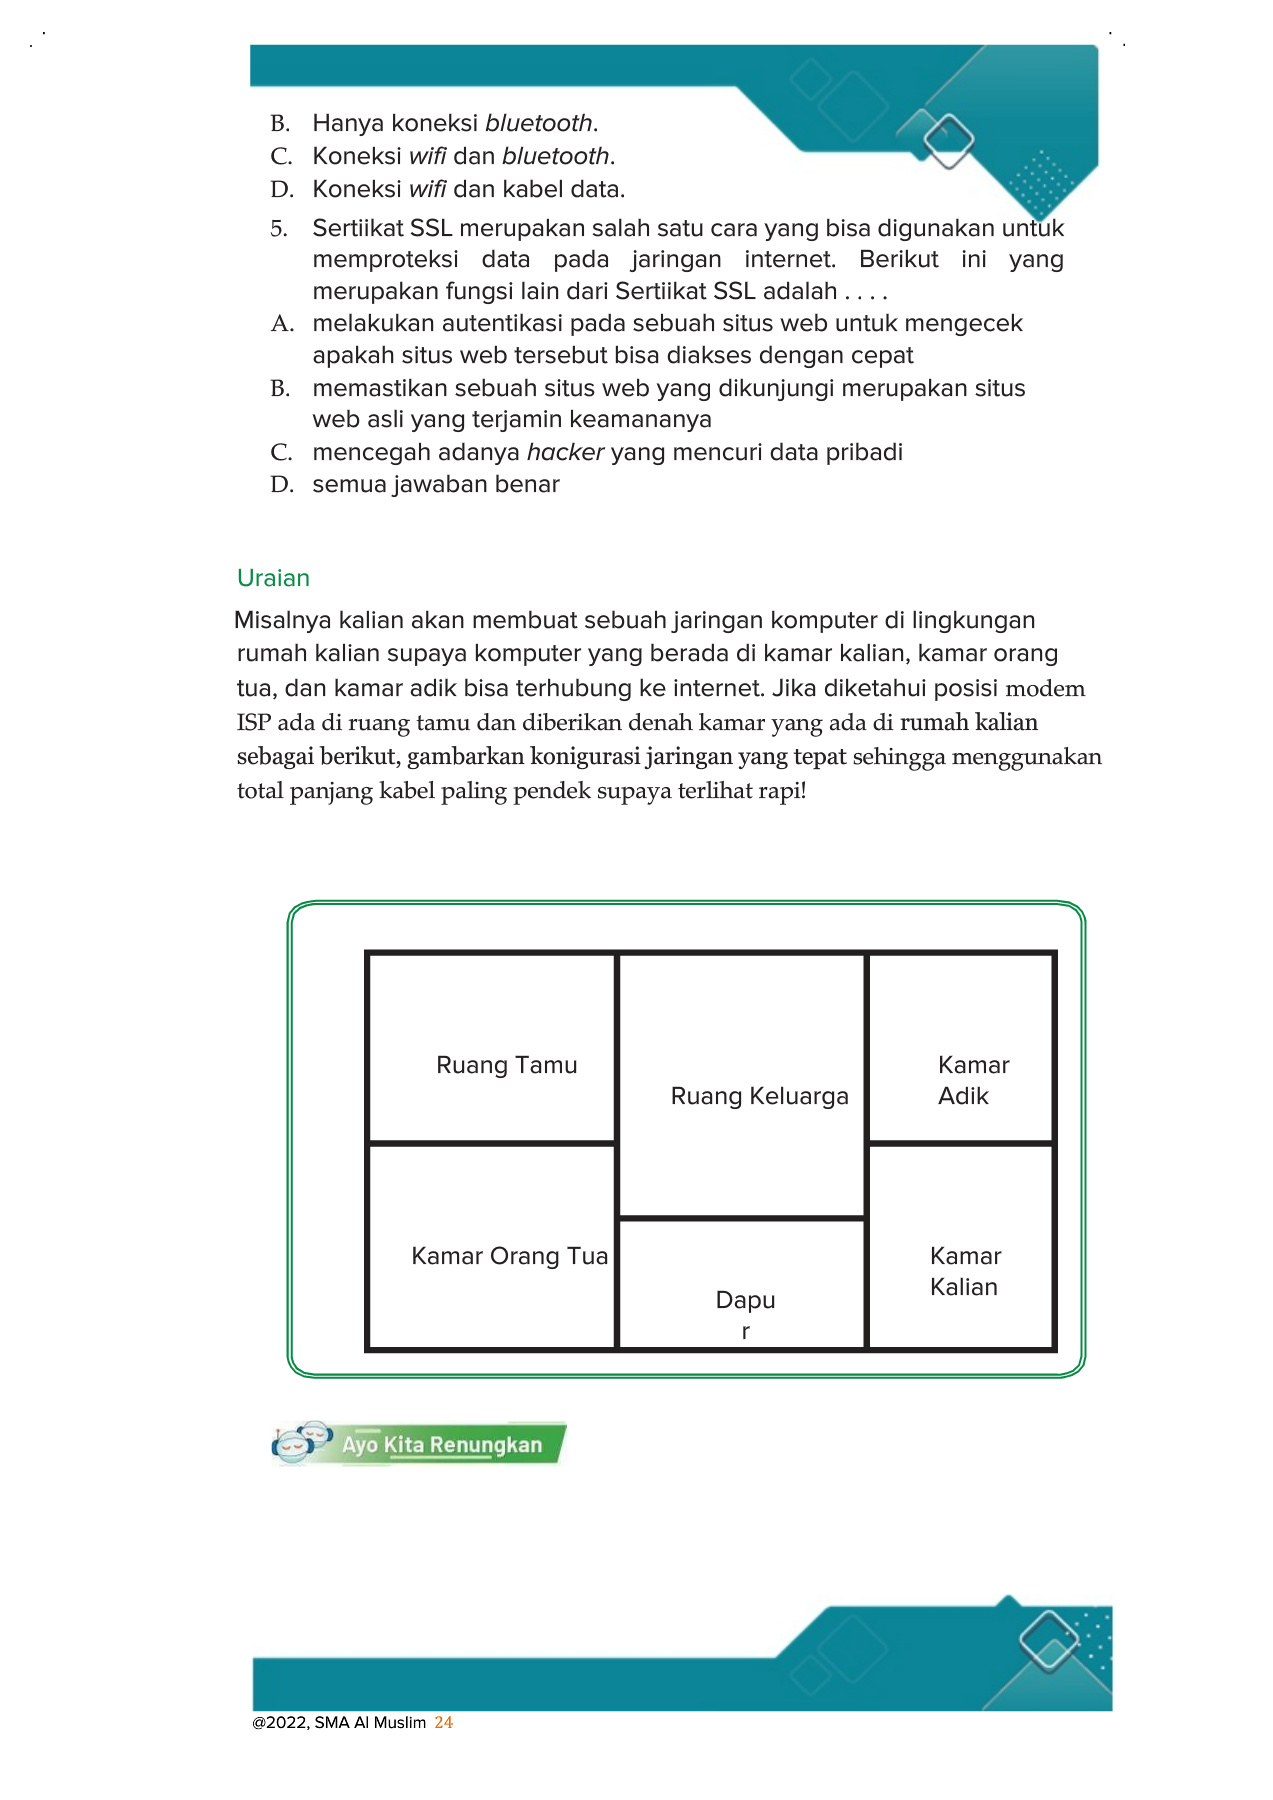 B. Hanya koneksi bluetooth.
C. Koneksi wifi dan bluetooth.
D. Koneksi wifi dan kabel data.
5. Sertiikat SSL merupakan salah satu cara yang bisa digunakan untuk
memproteksi data pada jaringan internet. Berikut ini yang
merupakan fungsi lain dari Sertiikat SSL adalah . . . .
A. melakukan autentikasi pada sebuah situs web untuk mengecek
apakah situs web tersebut bisa diakses dengan cepat
B. memastikan sebuah situs web yang dikunjungi merupakan situs
web asli yang terjamin keamananya
C. mencegah adanya hacker yang mencuri data pribadi
D. semua jawaban benar
Uraian
Misalnya kalian akan membuat sebuah jaringan komputer di lingkungan
rumah kalian supaya komputer yang berada di kamar kalian, kamar orang
tua, dan kamar adik bisa terhubung ke internet. Jika diketahui posisi modem
ISP ada di ruang tamu dan diberikan denah kamar yang ada di rumah kalian
sebagai berikut, gambarkan konigurasi jaringan yang tepat sehingga menggunakan
total panjang kabel paling pendek supaya terlihat rapi!
Ruang Tamu
Ruang Keluarga
Kamar
Adik
Kamar Orang Tua
Dapu
r
Kamar
Kalian
Ayo Kita Renungkan
@2022, SMA Al Muslim 24